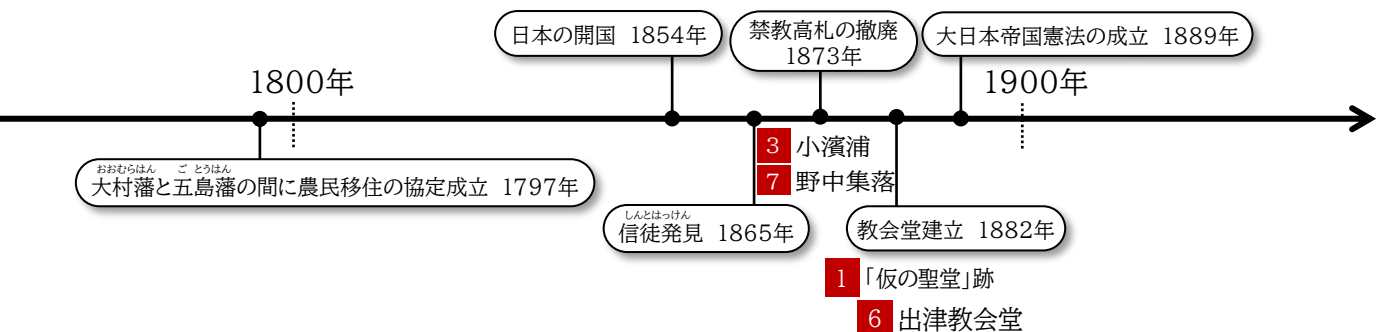 日本の開国 1854年
禁教高札の撤廃
1873年
大日本帝国憲法の成立 1889年
1800年
1900年
おおむらはん ごとうはん
大村藩と五島藩の間に農民移住の協定成立 1797年
3 小濱浦
7 野中集落
しんとはっけん
信徒発見 1865年
教会堂建立 1882年
1 「仮の聖堂」跡
6 出津教会堂